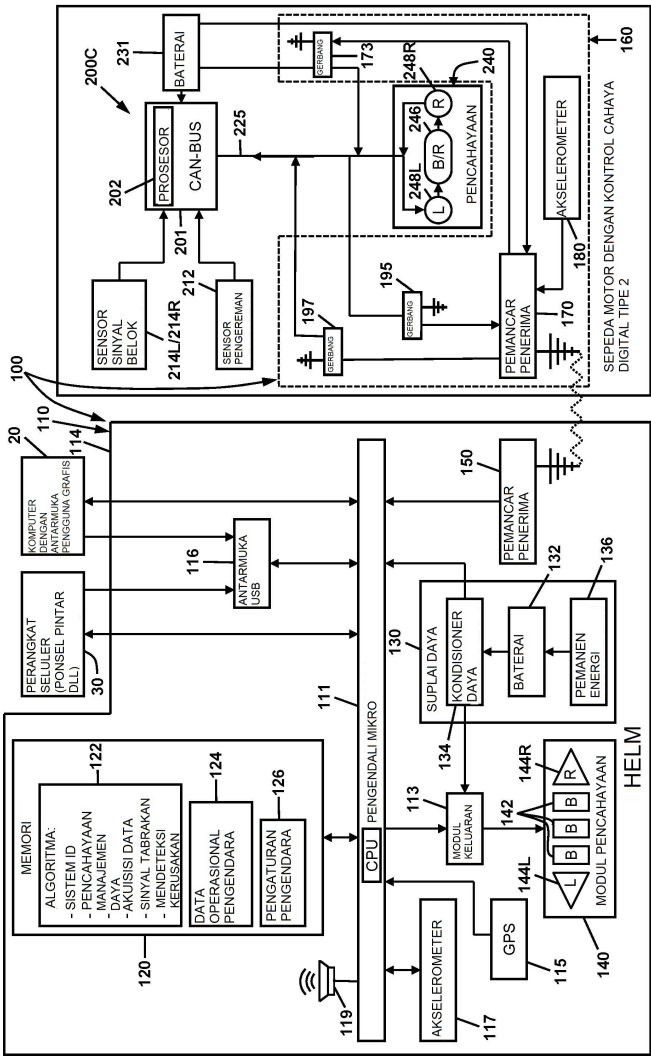 200C
231
BATERAI
202
PROSESOR
CAN-BUS
201
225
SENSOR
SINYAL
BELOK
214L/214R
212
SENSOR
PENGEREMAN
GERBANG
173
248R
240
246
248L
R
B/R
L
PENCAHAYAAN
160
197
GERBANG
195
GERBANG
PEMANCAR
PENERIMA
170
AKSELEROMETER
180
SEPEDA MOTOR DENGAN KONTROL CAHAYA
DIGITAL TIPE 2
100
110
114
20
KOMPUTER
DENGAN
ANTARMUKA
PENGGUNA GRAFIS
PERANGKAT
SELULER
(PONSEL PINTAR
DLL)
30
116
ANTARMUKA
USB
111
PENGENDALI MIKRO
CPU
150
PEMANCAR
PENERIMA
MEMORI
ALGORITMA:
- SISTEM ID
- PENCAHAYAAN
- MANAJEMEN
- DAYA
- AKUISISI DATA
- SINYAL TABRAKAN
- MENDETEKSI
KERUSAKAN
122
124
DATA
OPERASIONAL
PENGENDARA
126
PENGATURAN
PENGENDARA
120
119
AKSELEROMETER
117
GPS
115
113
MODUL
KELUARAN
130
SUPLAI DAYA
KONDISIONER
DAYA
134
132
BATERAI
136
PEMANEN
ENERGI
144R
142
144L
R
B
B
B
L
MODUL PENCAHAYAAN
140
HELM